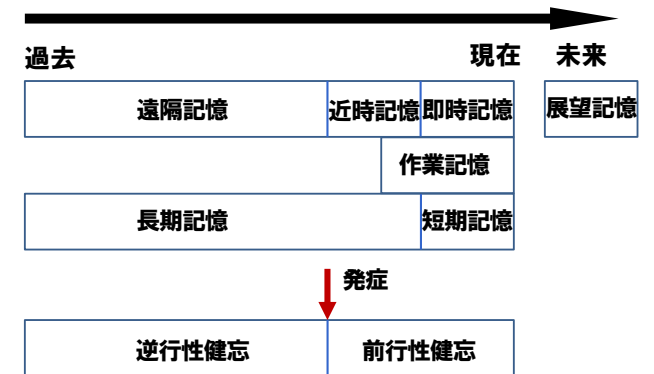 過去 現在 未来
遠隔記憶 近時記憶 即時記憶 展望記憶
作業記憶
長期記憶 短期記憶
発症
逆行性健忘 前行性健忘